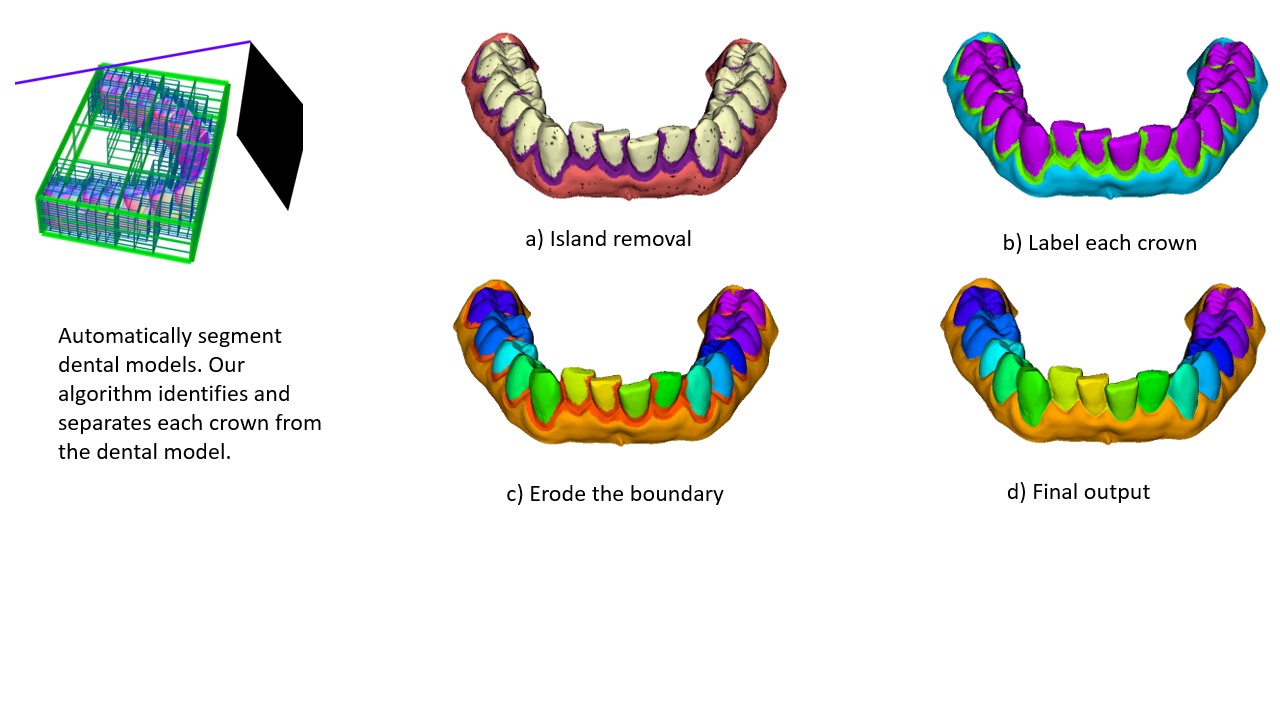 a) Island removal
b) Label each crown
Automatically segment
dental models. Our
algorithm identifies and
separates each crown from
the dental model.
c) Erode the boundary
d) Final output